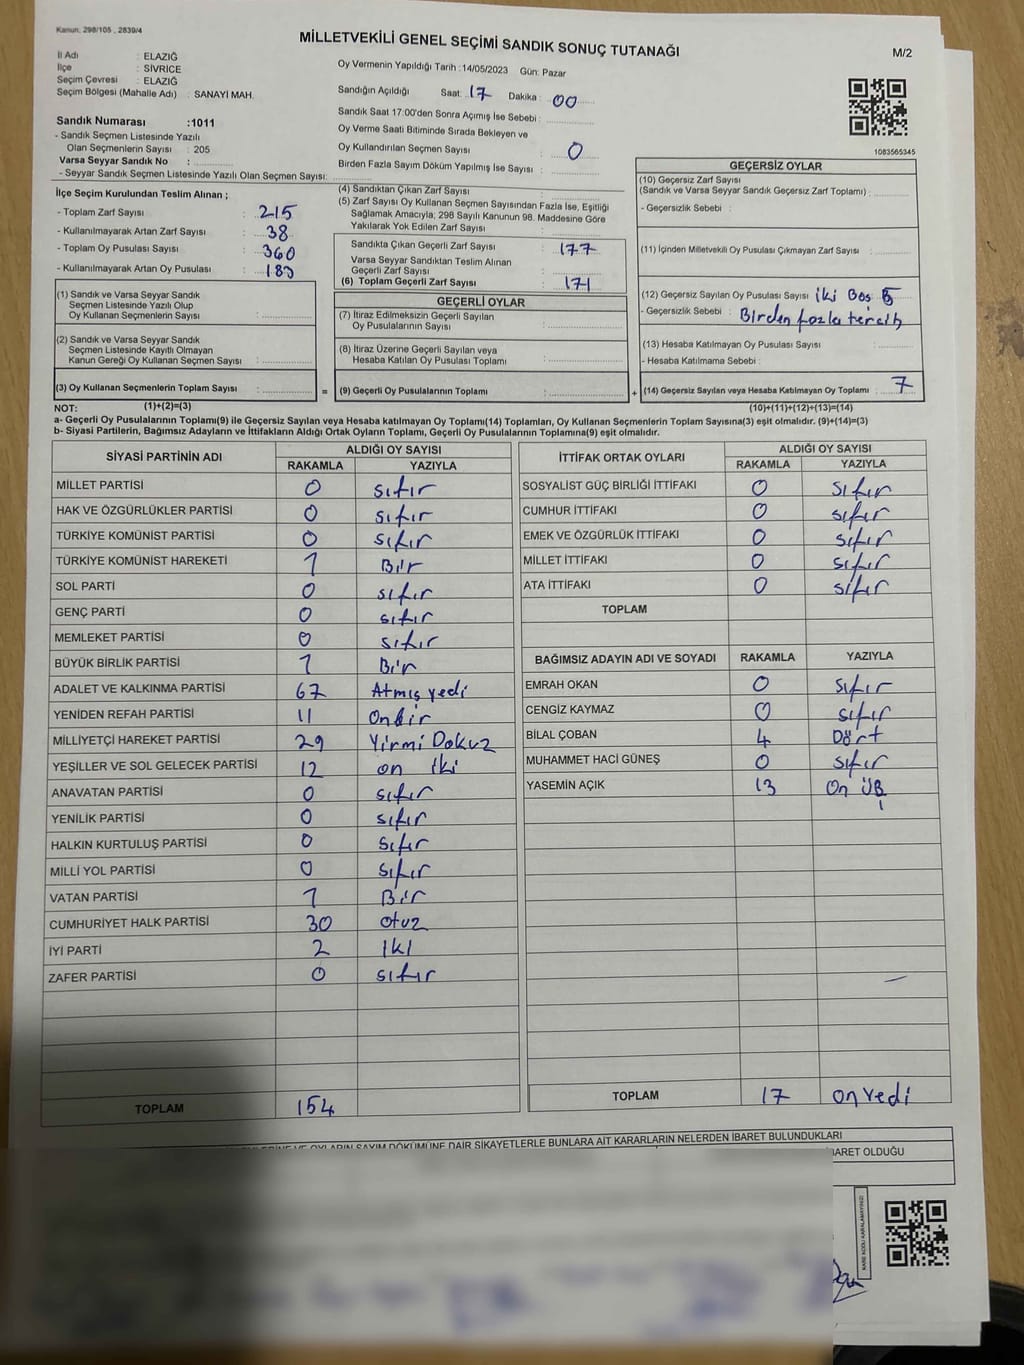 Kanun: 298/105 , 2839/4
MİLLETVEKİLİ GENEL SEÇİMİ SANDIK SONUÇ TUTANAĞI
M/2
İl Adı : ELAZIĞ
İlçe : SİVRİCE
Seçim Çevresi : ELAZIĞ
Seçim Bölgesi (Mahalle Adı) : SANAYİ MAH.
Oy Vermenin Yapıldığı Tarih : 14/05/2023 Gün: Pazar
Sandığın Açıldığı Saat: 17 Dakika : 00
Sandık Saat 17:00'den Sonra Açımış İse Sebebi :
Oy Verme Saati Bitiminde Sırada Bekleyen ve
Oy Kullandırılan Seçmen Sayısı : 0
Birden Fazla Sayım Döküm Yapılmış İse Sayısı :
1083565345
Sandık Numarası :1011
- Sandık Seçmen Listesinde Yazılı
Olan Seçmenlerin Sayısı : 205
Varsa Seyyar Sandık No :
- Seyyar Sandık Seçmen Listesinde Yazılı Olan Seçmen Sayısı:
İlçe Seçim Kurulundan Teslim Alınan ;
- Toplam Zarf Sayısı : 215
- Kullanılmayarak Artan Zarf Sayısı : 38
- Toplam Oy Pusulası Sayısı : 360
- Kullanılmayarak Artan Oy Pusulası : 183
(4) Sandıktan Çıkan Zarf Sayısı :
(5) Zarf Sayısı Oy Kullanan Seçmen Sayısından Fazla İse, Eşitliği
Sağlamak Amacıyla; 298 Sayılı Kanunun 98. Maddesine Göre
Yakılarak Yok Edilen Zarf Sayısı :
Sandıkta Çıkan Geçerli Zarf Sayısı : 177
Varsa Seyyar Sandıktan Teslim Alınan
Geçerli Zarf Sayısı :
(6) Toplam Geçerli Zarf Sayısı : 171
GEÇERSİZ OYLAR
(10) Geçersiz Zarf Sayısı
(Sandık ve Varsa Seyyar Sandık Geçersiz Zarf Toplamı) :
- Geçersizlik Sebebi :
(11) İçinden Milletvekili Oy Pusulası Çıkmayan Zarf Sayısı :
(12) Geçersiz Sayılan Oy Pusulası Sayısı : iki Boş 5
- Geçersizlik Sebebi : Birden fazla tercih
(13) Hesaba Katılmayan Oy Pusulası Sayısı :
- Hesaba Katılmama Sebebi :
(14) Geçersiz Sayılan veya Hesaba Katılmayan Oy Toplamı : 7
(10)+(11)+(12)+(13)=(14)
(1) Sandık ve Varsa Seyyar Sandık
Seçmen Listesinde Yazılı Olup
Oy Kullanan Seçmenlerin Sayısı :
(2) Sandık ve Varsa Seyyar Sandık
Seçmen Listesinde Kayıtlı Olmayan
Kanun Gereği Oy Kullanan Seçmen Sayısı :
(3) Oy Kullanan Seçmenlerin Toplam Sayısı :
(1)+(2)=(3)
GEÇERLİ OYLAR
(7) İtiraz Edilmeksizin Geçerli Sayılan
Oy Pusulalarının Sayısı :
(8) İtiraz Üzerine Geçerli Sayılan veya
Hesaba Katılan Oy Pusulası Toplamı :
= (9) Geçerli Oy Pusulalarının Toplamı : +
NOT:
a- Geçerli Oy Pusulalarının Toplamı(9) ile Geçersiz Sayılan veya Hesaba katılmayan Oy Toplamı(14) Toplamları, Oy Kullanan Seçmenlerin Toplam Sayısına(3) eşit olmalıdır. (9)+(14)=(3)
b- Siyasi Partilerin, Bağımsız Adayların ve İttifakların Aldığı Ortak Oyların Toplamı, Geçerli Oy Pusulalarının Toplamına(9) eşit olmalıdır.
SİYASİ PARTİNİN ADI ALDIĞI OY SAYISI
RAKAMLA YAZIYLA
MİLLET PARTİSİ 0 sıfır
HAK VE ÖZGÜRLÜKLER PARTİSİ 0 sıfır
TÜRKİYE KOMÜNİST PARTİSİ 0 sıfır
TÜRKİYE KOMÜNİST HAREKETİ 1 Bir
SOL PARTİ 0 sıfır
GENÇ PARTİ 0 sıfır
MEMLEKET PARTİSİ 0 sıfır
BÜYÜK BİRLİK PARTİSİ 1 Bir
ADALET VE KALKINMA PARTİSİ 67 Atmış yedi
YENİDEN REFAH PARTİSİ 11 Onbir
MİLLİYETÇİ HAREKET PARTİSİ 29 Yirmi Dokuz
YEŞİLLER VE SOL GELECEK PARTİSİ 12 on iki
ANAVATAN PARTİSİ 0 sıfır
YENİLİK PARTİSİ 0 sıfır
HALKIN KURTULUŞ PARTİSİ 0 sıfır
MİLLİ YOL PARTİSİ 0 sıfır
VATAN PARTİSİ 1 Bir
CUMHURİYET HALK PARTİSİ 30 otuz
İYİ PARTİ 2 İki
ZAFER PARTİSİ 0 sıfır
TOPLAM 154
İTTİFAK ORTAK OYLARI ALDIĞI OY SAYISI
RAKAMLA YAZIYLA
SOSYALİST GÜÇ BİRLİĞİ İTTİFAKI 0 sıfır
CUMHUR İTTİFAKI 0 sıfır
EMEK VE ÖZGÜRLÜK İTTİFAKI 0 sıfır
MİLLET İTTİFAKI 0 sıfır
ATA İTTİFAKI 0 sıfır
TOPLAM
BAĞIMSIZ ADAYIN ADI VE SOYADI RAKAMLA YAZIYLA
EMRAH OKAN 0 sıfır
CENGİZ KAYMAZ 0 sıfır
BİLAL ÇOBAN 4 Dört
MUHAMMET HACİ GÜNEŞ 0 sıfır
YASEMİN AÇIK 13 On Üç
TOPLAM 17 onyedi
OYLARIN SAYIM DÖKÜMÜNE DAİR ŞİKAYETLERLE BUNLARA AİT KARARLARIN NELERDEN İBARET BULUNDUKLARI
İBARET OLDUĞU